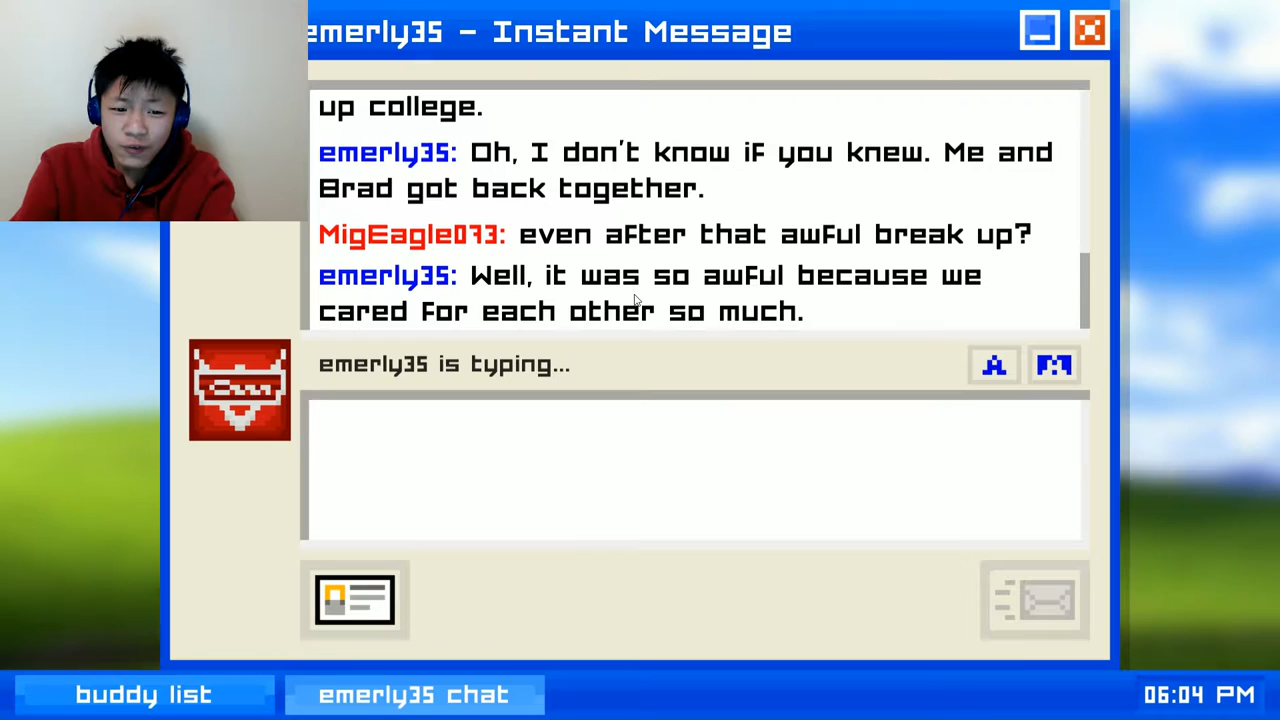 emerly35 - Instant Message
up college.
emerly35: Oh, I don't know if you knew. Me and
Brad got back together.
MigEagle073: even after that awful break up?
emerly35: Well, it was so awful because we
cared for each other so much.
emerly35 is typing...
A
buddy list
emerly35 chat
06:04 PM